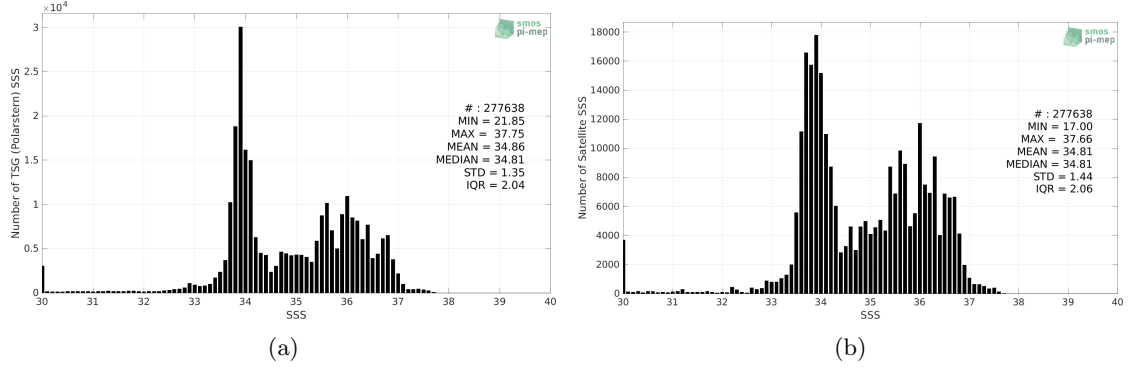 ×10⁴
smos
pi-mep
Number of TSG (Polarstern) SSS
3
2.5
2
1.5
1
0.5
0
30 31 32 33 34 35 36 37 38 39 40
SSS
# : 277638
MIN = 21.85
MAX = 37.75
MEAN = 34.86
MEDIAN = 34.81
STD = 1.35
IQR = 2.04
(a)
smos
pi-mep
Number of Satellite SSS
18000
16000
14000
12000
10000
8000
6000
4000
2000
0
30 31 32 33 34 35 36 37 38 39 40
SSS
# : 277638
MIN = 17.00
MAX = 37.66
MEAN = 34.81
MEDIAN = 34.81
STD = 1.44
IQR = 2.06
(b)